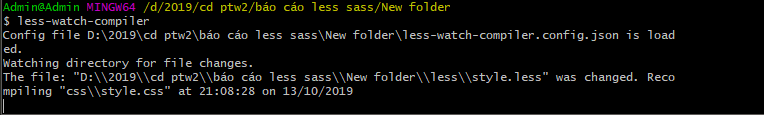 Admin@Admin MINGW64 /d/2019/cd ptw2/báo cáo less sass/New folder
$ less-watch-compiler
Config file D:\2019\cd ptw2\báo cáo less sass\New folder\less-watch-compiler.config.json is load
ed.
Watching directory for file changes.
The file: "D:\\2019\\cd ptw2\\báo cáo less sass\\New folder\\less\\style.less" was changed. Reco
mpiling "css\\style.css" at 21:08:28 on 13/10/2019